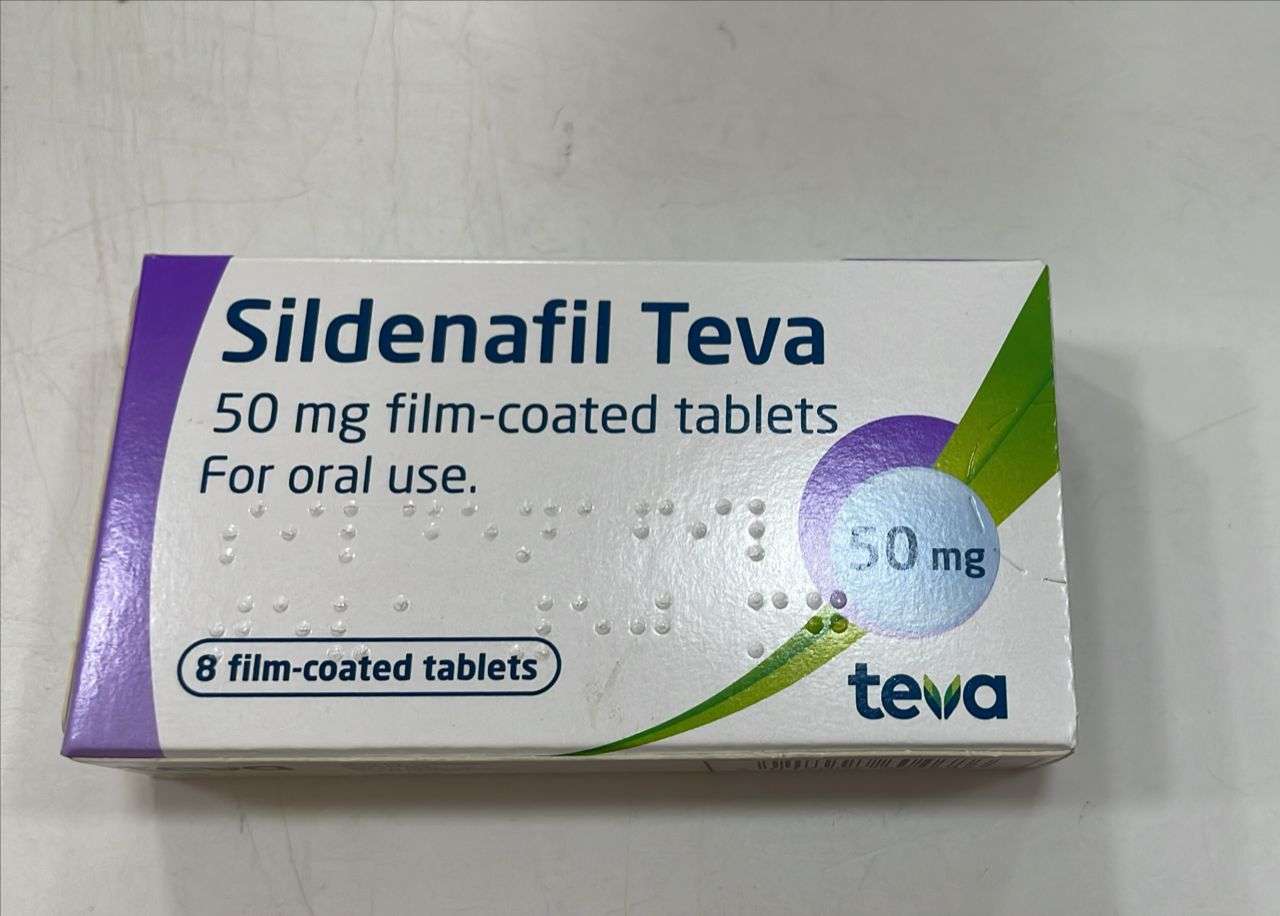 Sildenafil Teva
50 mg film-coated tablets
For oral use.
50 mg
8 film-coated tablets
teva